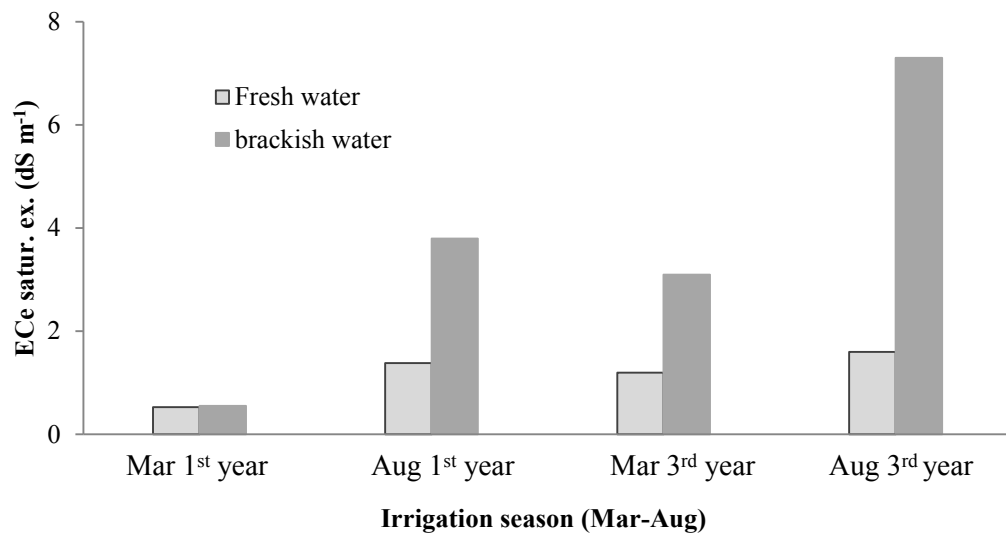 8
6
4
2
0
ECe satur. ex. (dS m⁻¹)
Fresh water
brackish water
Mar 1ˢᵗ year Aug 1ˢᵗ year Mar 3ʳᵈ year Aug 3ʳᵈ year
Irrigation season (Mar-Aug)